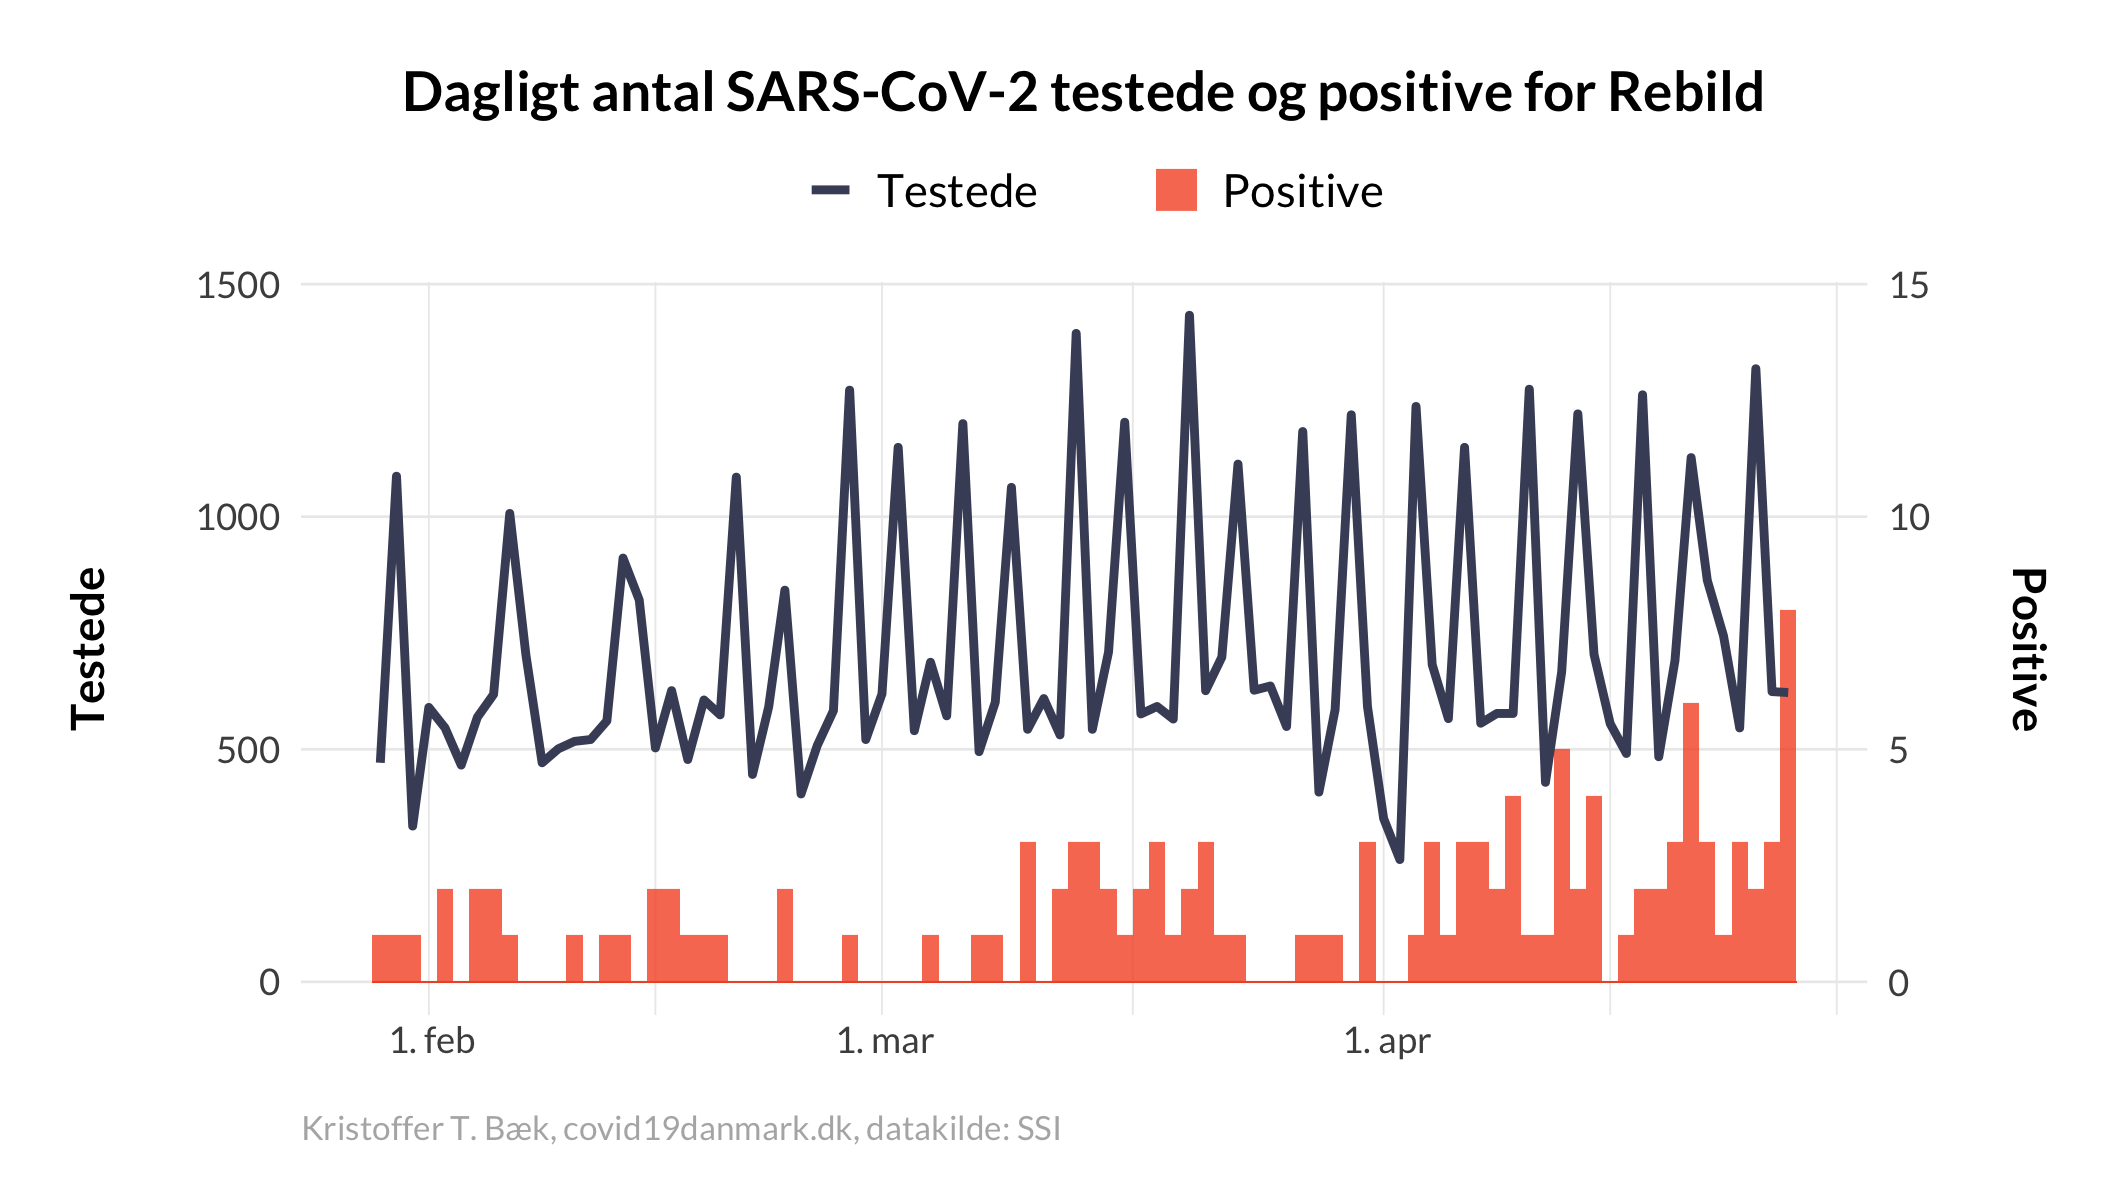 Dagligt antal SARS-CoV-2 testede og positive for Rebild
Testede Positive
1500 15
1000 10
500 5
0 0
Testede
Positive
1. feb 1. mar 1. apr
Kristoffer T. Bæk, covid19danmark.dk, datakilde: SSI